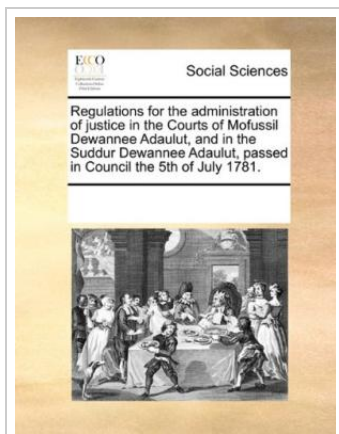 ECCO
Social Sciences
Regulations for the administration
of justice in the Courts of Mofussil
Dewannee Adaulut, and in the
Suddur Dewannee Adaulut, passed
in Council the 5th of July 1781.